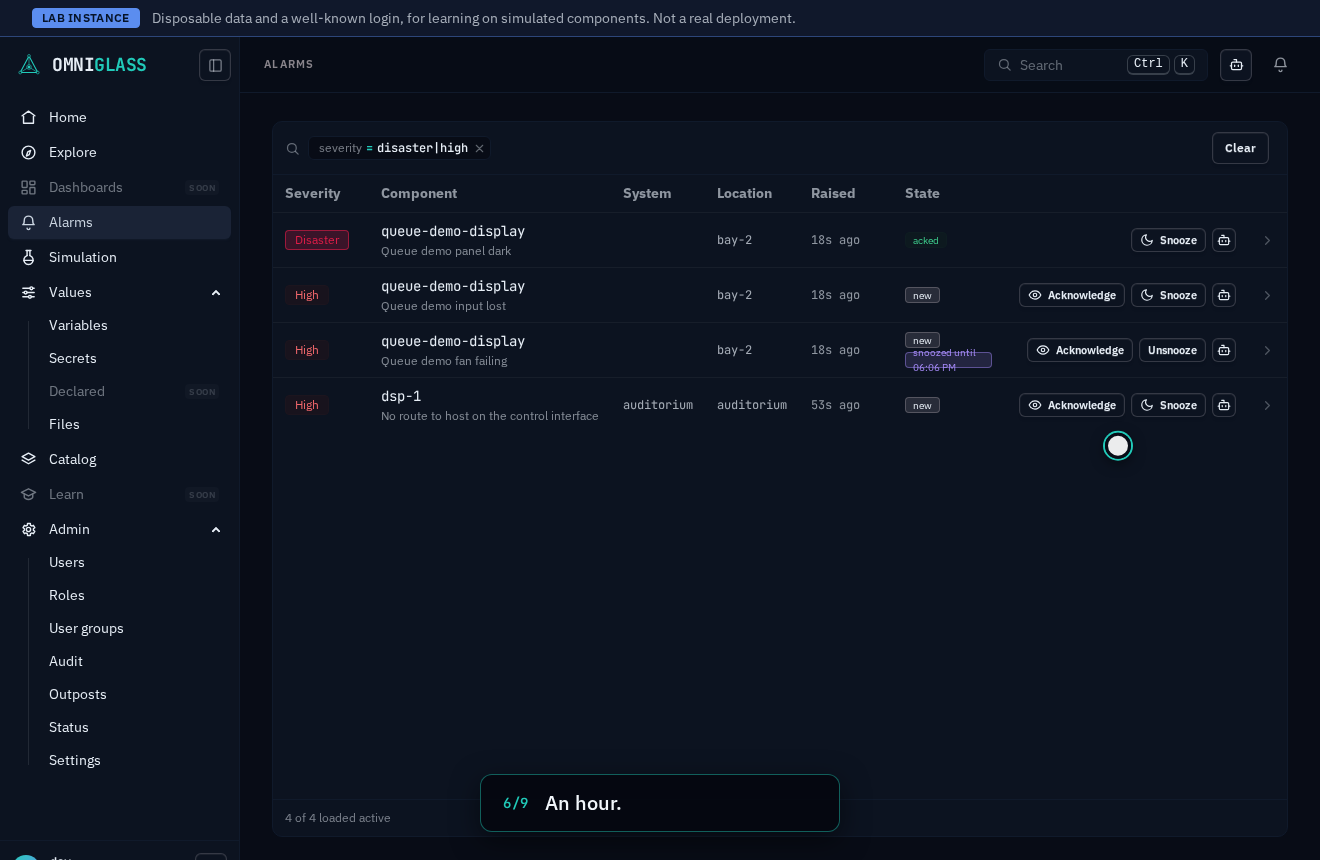 LAB INSTANCE Disposable data and a well-known login, for learning on simulated components. Not a real deployment.
OMNIGLASS
ALARMS
Search Ctrl K
Home
Explore
Dashboards SOON
Alarms
Simulation
Values
Variables
Secrets
Declared SOON
Files
Catalog
Learn SOON
Admin
Users
Roles
User groups
Audit
Outposts
Status
Settings
severity = disaster|high
Clear
Severity Component System Location Raised State
Disaster queue-demo-display bay-2 18s ago acked Snooze
Queue demo panel dark
High queue-demo-display bay-2 18s ago new Acknowledge Snooze
Queue demo input lost
High queue-demo-display bay-2 18s ago new Acknowledge Unsnooze
Queue demo fan failing snoozed until
06:06 PM
High dsp-1 auditorium auditorium 53s ago new Acknowledge Snooze
No route to host on the control interface
4 of 4 loaded active
6/9 An hour.